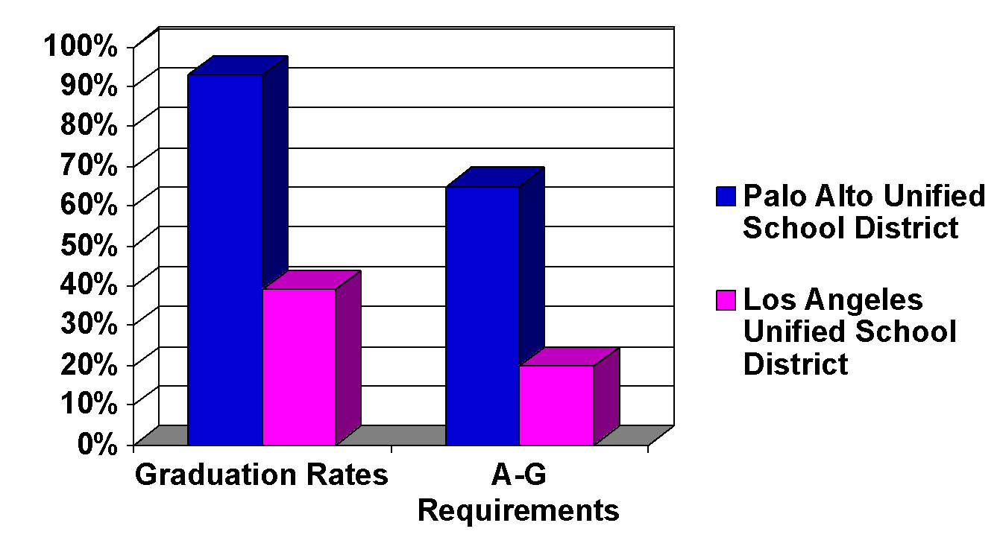 100%
90%
80%
70%
60%
50%
40%
30%
20%
10%
0%
Graduation Rates
A-G
Requirements
Palo Alto Unified
School District
Los Angeles
Unified School
District